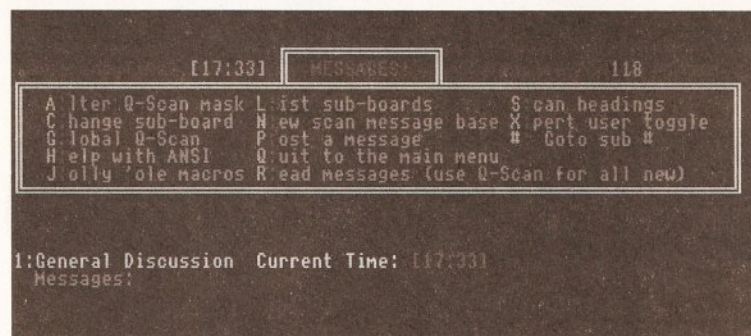 [17:33] MESSAGES! 118
A:lter Q-Scan mask L:ist sub-boards S:can headings
C:hange sub-board N:ew scan message base X:pert user toggle
G:lobal Q-Scan P:ost a message # Goto sub #
H:elp with ANSI Q:uit to the main menu
J:olly 'ole macros R:ead messages (use Q-Scan for all new)
1:General Discussion Current Time: [17:33]
Messages: